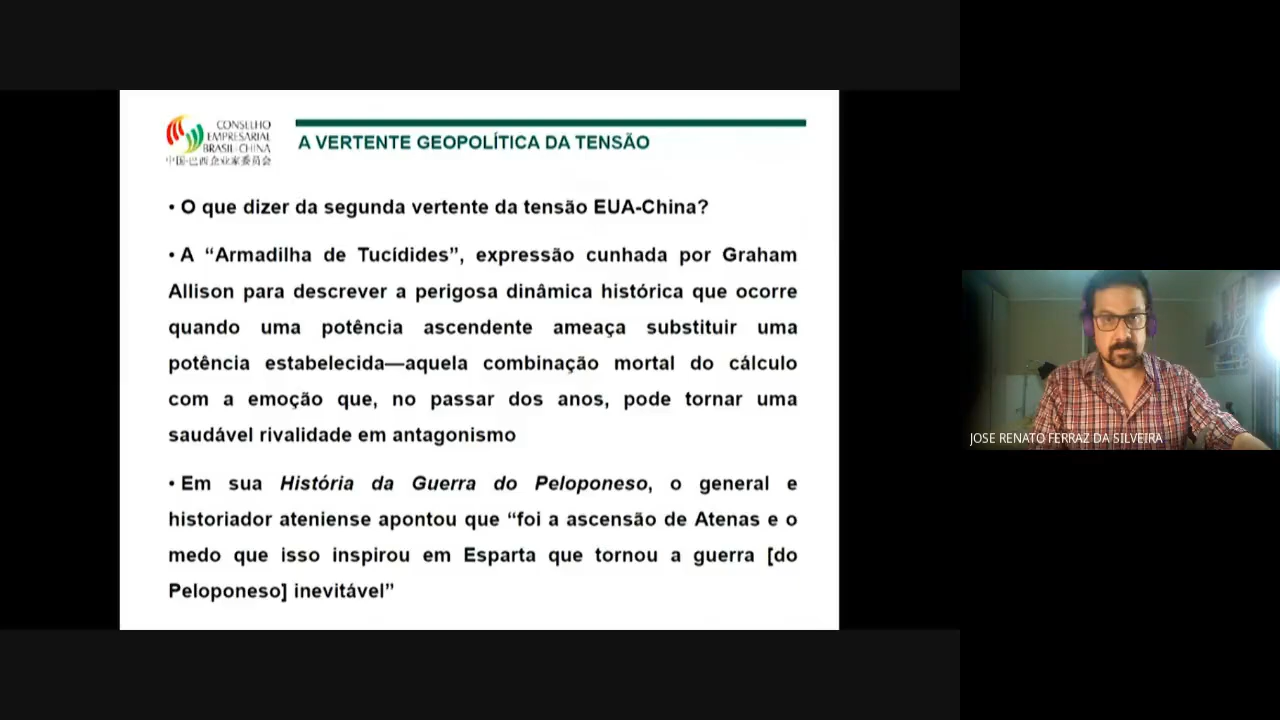 CONSELHO
EMPRESARIAL
BRASIL-CHINA
中国-巴西企业家委员会
A VERTENTE GEOPOLÍTICA DA TENSÃO
• O que dizer da segunda vertente da tensão EUA-China?
• A “Armadilha de Tucídides”, expressão cunhada por Graham
Allison para descrever a perigosa dinâmica histórica que ocorre
quando uma potência ascendente ameaça substituir uma
potência estabelecida—aquela combinação mortal do cálculo
com a emoção que, no passar dos anos, pode tornar uma
saudável rivalidade em antagonismo
• Em sua História da Guerra do Peloponeso, o general e
historiador ateniense apontou que “foi a ascensão de Atenas e o
medo que isso inspirou em Esparta que tornou a guerra [do
Peloponeso] inevitável”
JOSE RENATO FERRAZ DA SILVEIRA